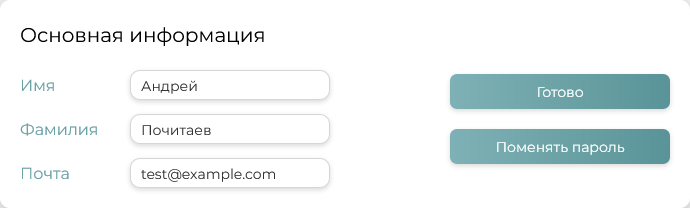 Основная информация
Имя
Андрей
Готово
Фамилия
Почитаев
Поменять пароль
Почта
test@example.com